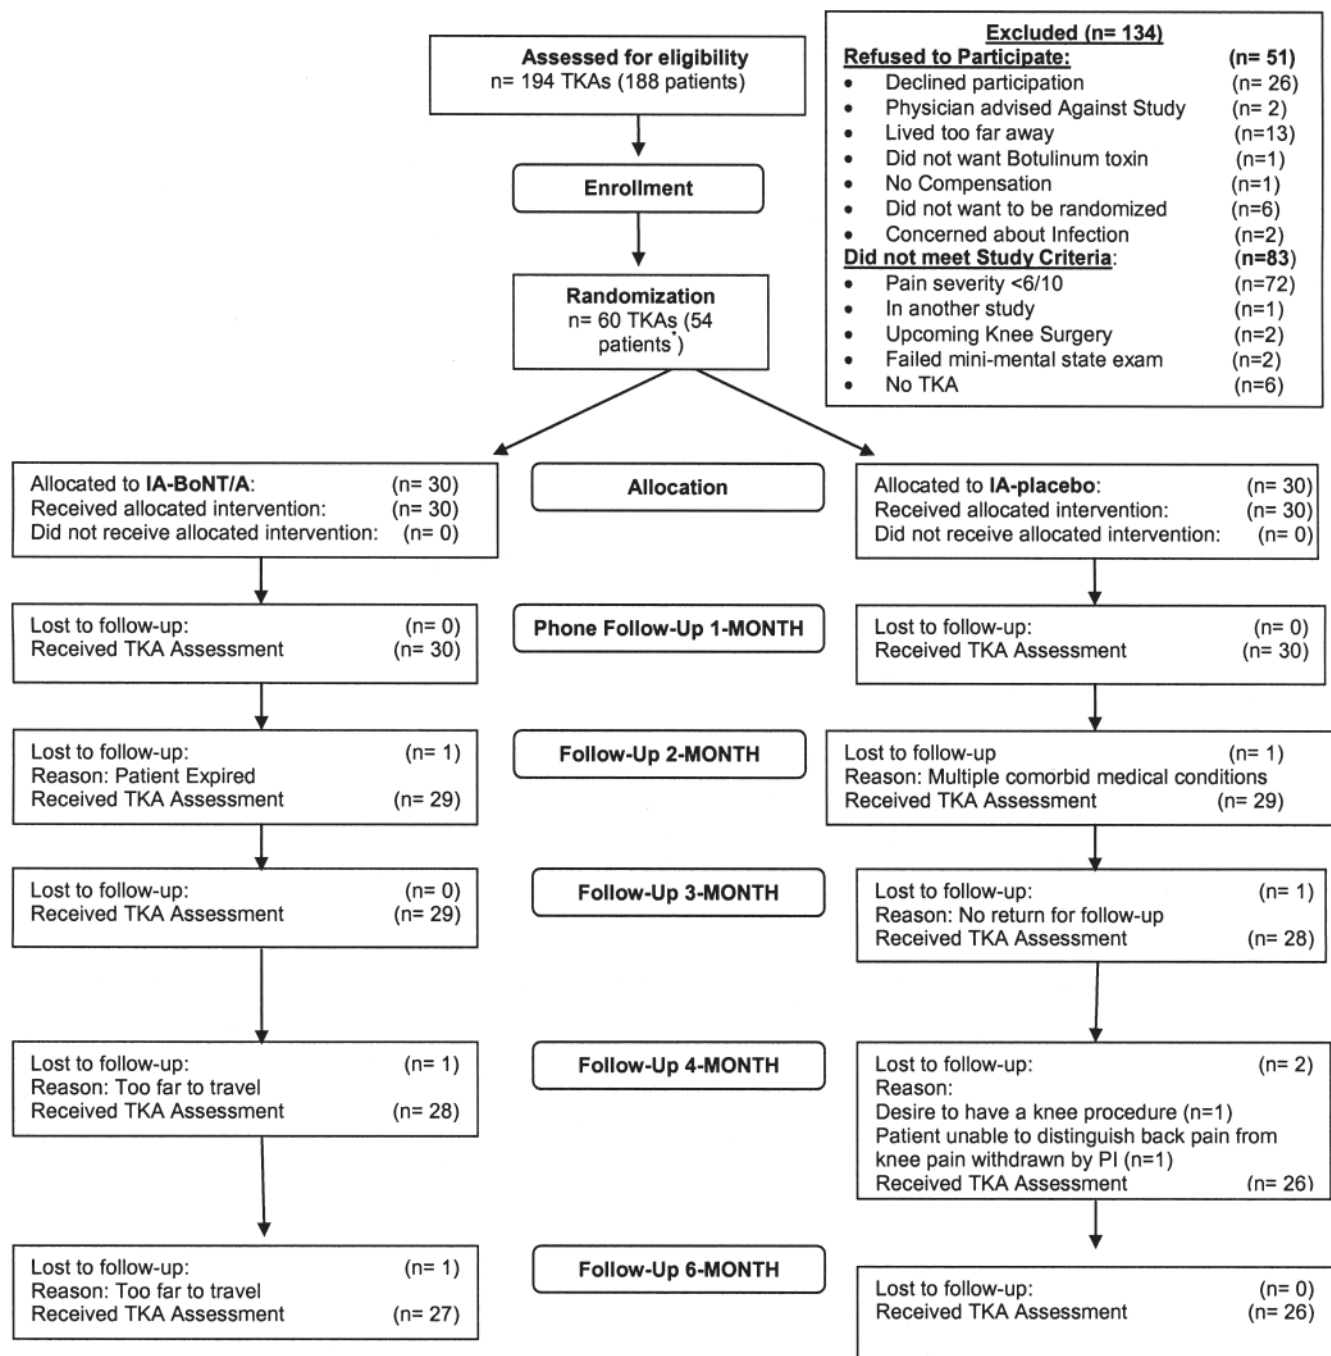 Assessed for eligibility
n= 194 TKAs (188 patients)
Excluded (n= 134)
Refused to Participate: (n= 51)
• Declined participation (n= 26)
• Physician advised Against Study (n= 2)
• Lived too far away (n=13)
• Did not want Botulinum toxin (n=1)
• No Compensation (n=1)
• Did not want to be randomized (n=6)
• Concerned about Infection (n=2)
Did not meet Study Criteria: (n=83)
• Pain severity <6/10 (n=72)
• In another study (n=1)
• Upcoming Knee Surgery (n=2)
• Failed mini-mental state exam (n=2)
• No TKA (n=6)
Enrollment
Randomization
n= 60 TKAs (54
patients*)
Allocated to IA-BoNT/A: (n= 30)
Received allocated intervention: (n= 30)
Did not receive allocated intervention: (n= 0)
Allocation
Allocated to IA-placebo: (n= 30)
Received allocated intervention: (n= 30)
Did not receive allocated intervention: (n= 0)
Lost to follow-up: (n= 0)
Received TKA Assessment (n= 30)
Phone Follow-Up 1-MONTH
Lost to follow-up: (n= 0)
Received TKA Assessment (n= 30)
Lost to follow-up: (n= 1)
Reason: Patient Expired
Received TKA Assessment (n= 29)
Follow-Up 2-MONTH
Lost to follow-up (n= 1)
Reason: Multiple comorbid medical conditions
Received TKA Assessment (n= 29)
Lost to follow-up: (n= 0)
Received TKA Assessment (n= 29)
Follow-Up 3-MONTH
Lost to follow-up: (n= 1)
Reason: No return for follow-up
Received TKA Assessment (n= 28)
Lost to follow-up: (n= 1)
Reason: Too far to travel
Received TKA Assessment (n= 28)
Follow-Up 4-MONTH
Lost to follow-up: (n= 2)
Reason:
Desire to have a knee procedure (n=1)
Patient unable to distinguish back pain from
knee pain withdrawn by PI (n=1)
Received TKA Assessment (n= 26)
Lost to follow-up: (n= 1)
Reason: Too far to travel
Received TKA Assessment (n= 27)
Follow-Up 6-MONTH
Lost to follow-up: (n= 0)
Received TKA Assessment (n= 26)